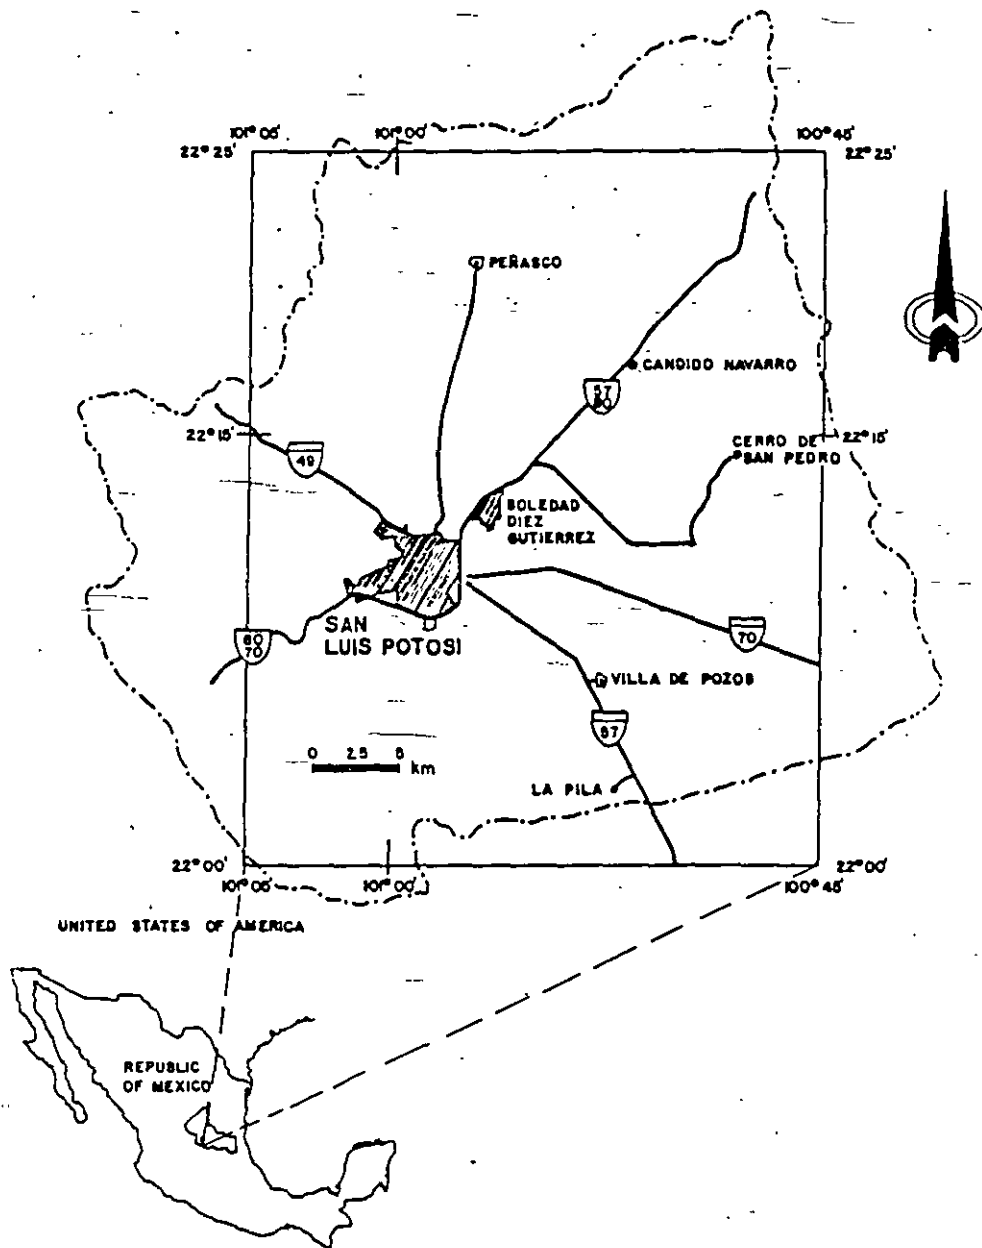 101° 05'
101° 00'
100° 45'
22° 25'
22° 25'
PEÑASCO
CANDIDO NAVARRO
57
80
22° 15'
22° 15'
CERRO DE
SAN PEDRO
49
SOLEDAD
DIEZ
GUTIERREZ
SAN
LUIS POTOSI
80
70
70
VILLA DE POZOS
57
0 2.5 5
km
LA PILA
22° 00'
22° 00'
101° 05'
101° 00'
100° 45'
UNITED STATES OF AMERICA
REPUBLIC
OF MEXICO